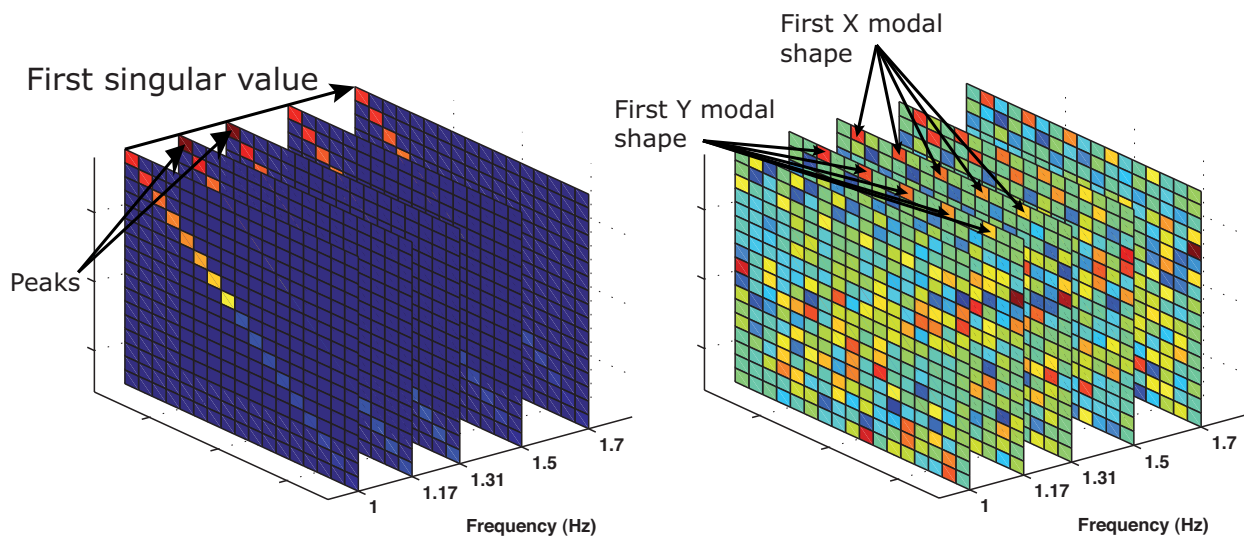 First singular value
Peaks
1
1.17
1.31
1.5
1.7
Frequency (Hz)
First X modal
shape
First Y modal
shape
1
1.17
1.31
1.5
1.7
Frequency (Hz)